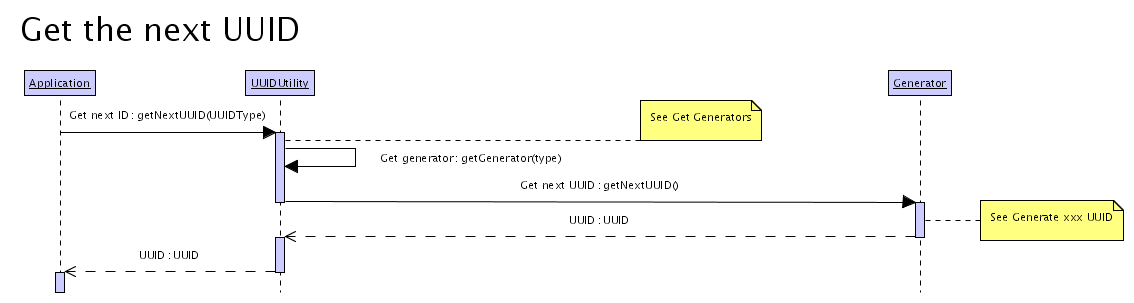 Get the next UUID
Application
UUIDUtility
Generator
Get next ID : getNextUUID(UUIDType)
See Get Generators
Get generator: getGenerator(type)
Get next UUID : getNextUUID()
UUID : UUID
See Generate xxx UUID
UUID : UUID